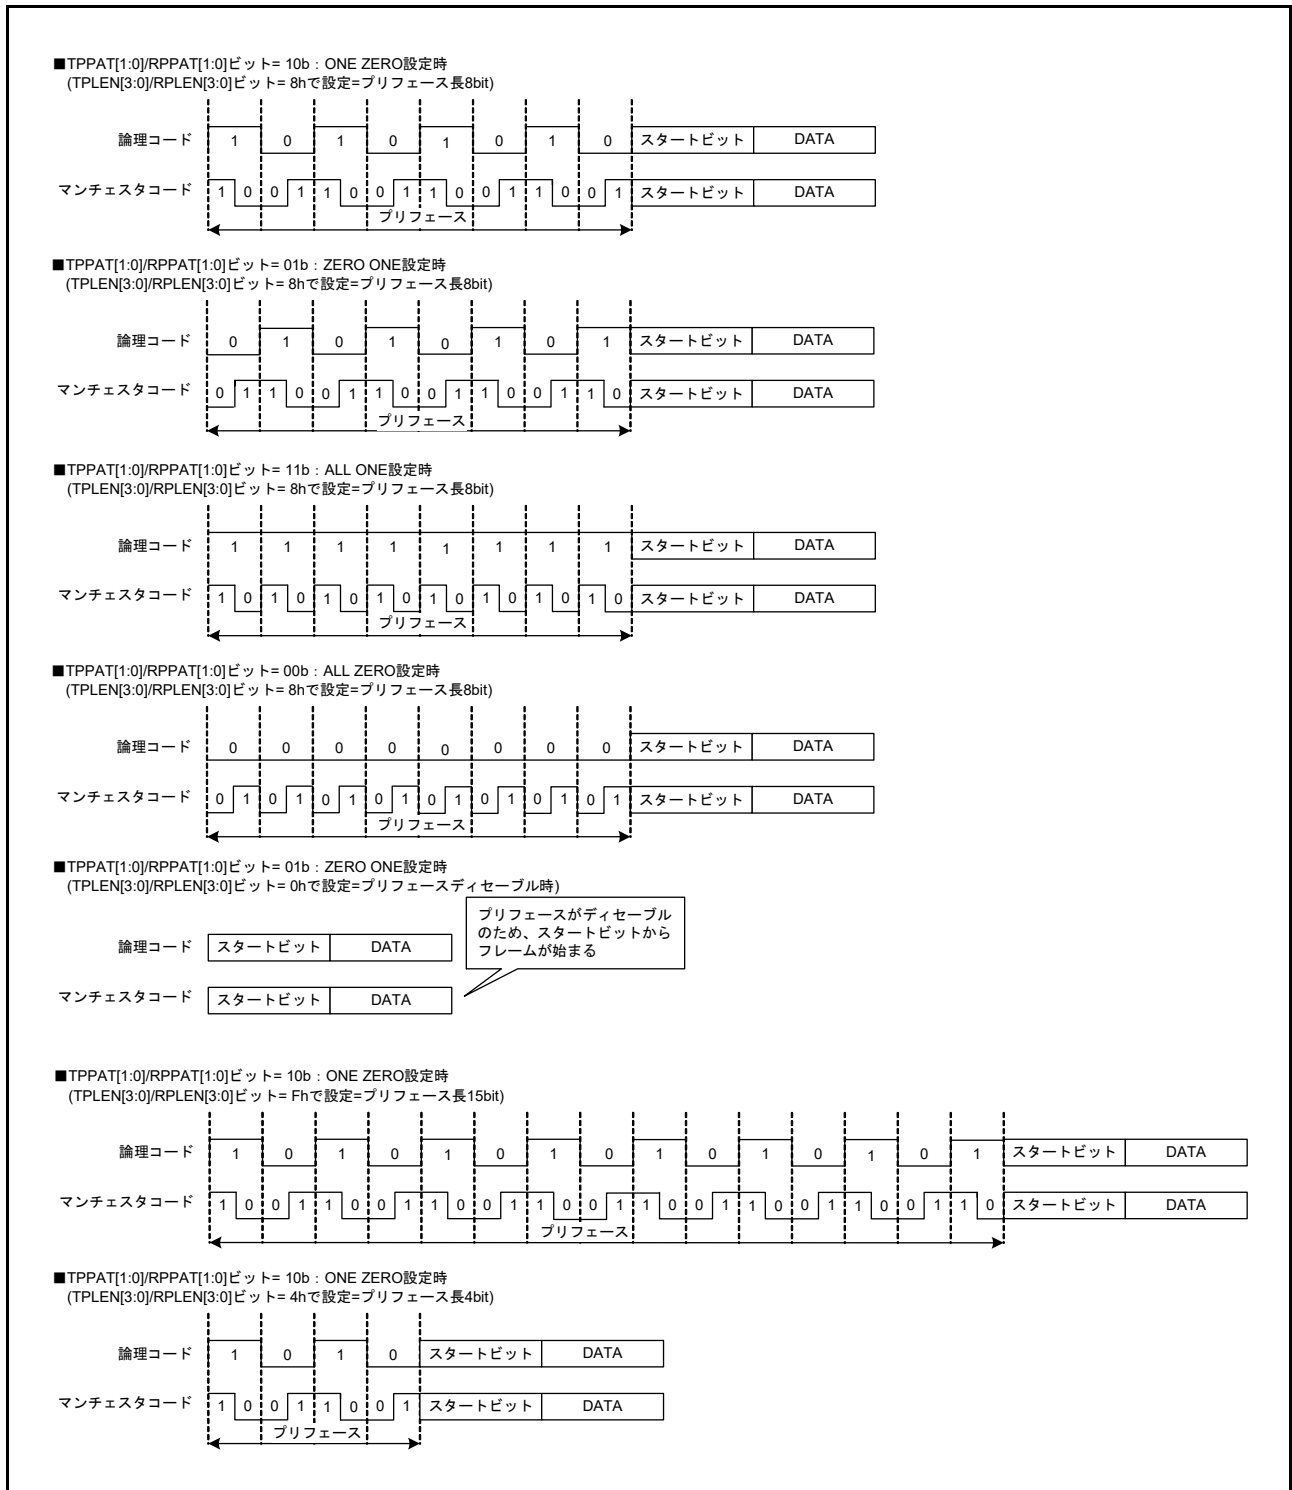 ■TPPAT[1:0]/RPPAT[1:0]ビット= 10b：ONE ZERO設定時
(TPLEN[3:0]/RPLEN[3:0]ビット= 8hで設定=プリフェース長8bit)
論理コード 1 0 1 0 1 0 1 0 スタートビット DATA
マンチェスタコード 1 0 0 1 1 0 0 1 1 0 0 1 1 0 0 1 スタートビット DATA
プリフェース
■TPPAT[1:0]/RPPAT[1:0]ビット= 01b：ZERO ONE設定時
(TPLEN[3:0]/RPLEN[3:0]ビット= 8hで設定=プリフェース長8bit)
論理コード 0 1 0 1 0 1 0 1 スタートビット DATA
マンチェスタコード 0 1 1 0 0 1 1 0 0 1 1 0 0 1 1 0 スタートビット DATA
プリフェース
■TPPAT[1:0]/RPPAT[1:0]ビット= 11b：ALL ONE設定時
(TPLEN[3:0]/RPLEN[3:0]ビット= 8hで設定=プリフェース長8bit)
論理コード 1 1 1 1 1 1 1 1 スタートビット DATA
マンチェスタコード 1 0 1 0 1 0 1 0 1 0 1 0 1 0 1 0 スタートビット DATA
プリフェース
■TPPAT[1:0]/RPPAT[1:0]ビット= 00b：ALL ZERO設定時
(TPLEN[3:0]/RPLEN[3:0]ビット= 8hで設定=プリフェース長8bit)
論理コード 0 0 0 0 0 0 0 0 スタートビット DATA
マンチェスタコード 0 1 0 1 0 1 0 1 0 1 0 1 0 1 0 1 スタートビット DATA
プリフェース
■TPPAT[1:0]/RPPAT[1:0]ビット= 01b：ZERO ONE設定時
(TPLEN[3:0]/RPLEN[3:0]ビット= 0hで設定=プリフェースディセーブル時)
プリフェースがディセーブル
のため、スタートビットから
フレームが始まる
論理コード スタートビット DATA
マンチェスタコード スタートビット DATA
■TPPAT[1:0]/RPPAT[1:0]ビット= 10b：ONE ZERO設定時
(TPLEN[3:0]/RPLEN[3:0]ビット= Fhで設定=プリフェース長15bit)
論理コード 1 0 1 0 1 0 1 0 1 0 1 0 1 0 1 スタートビット DATA
マンチェスタコード 1 0 0 1 1 0 0 1 1 0 0 1 1 0 0 1 1 0 0 1 1 0 0 1 1 0 0 1 1 0 スタートビット DATA
プリフェース
■TPPAT[1:0]/RPPAT[1:0]ビット= 10b：ONE ZERO設定時
(TPLEN[3:0]/RPLEN[3:0]ビット= 4hで設定=プリフェース長4bit)
論理コード 1 0 1 0 スタートビット DATA
マンチェスタコード 1 0 0 1 1 0 0 1 スタートビット DATA
プリフェース